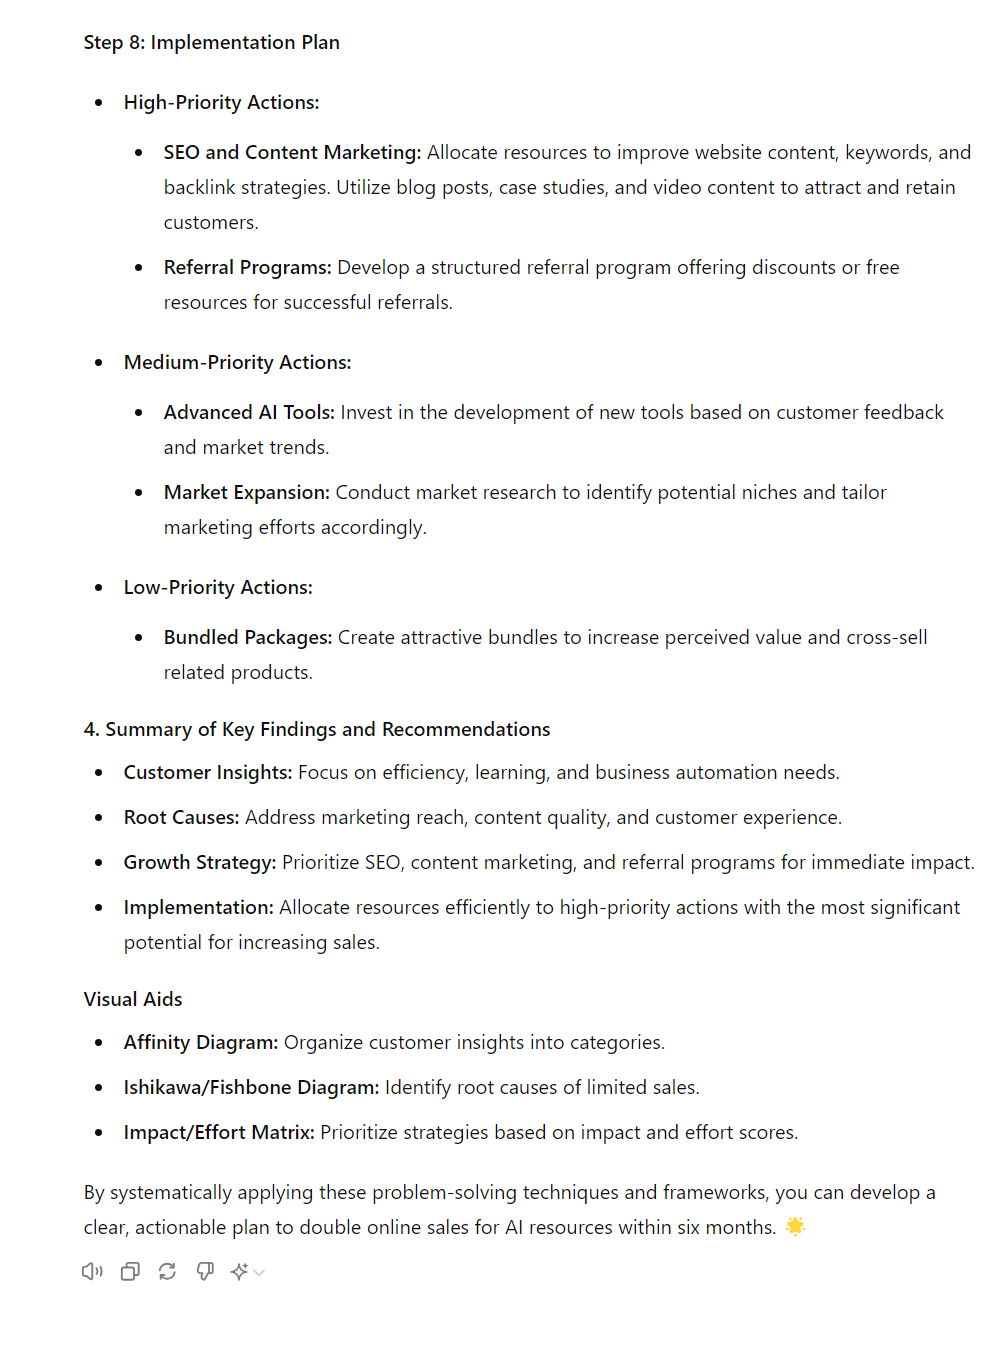 Step 8: Implementation Plan
• High-Priority Actions:
• SEO and Content Marketing: Allocate resources to improve website content, keywords, and
backlink strategies. Utilize blog posts, case studies, and video content to attract and retain
customers.
• Referral Programs: Develop a structured referral program offering discounts or free
resources for successful referrals.
• Medium-Priority Actions:
• Advanced AI Tools: Invest in the development of new tools based on customer feedback
and market trends.
• Market Expansion: Conduct market research to identify potential niches and tailor
marketing efforts accordingly.
• Low-Priority Actions:
• Bundled Packages: Create attractive bundles to increase perceived value and cross-sell
related products.
4. Summary of Key Findings and Recommendations
• Customer Insights: Focus on efficiency, learning, and business automation needs.
• Root Causes: Address marketing reach, content quality, and customer experience.
• Growth Strategy: Prioritize SEO, content marketing, and referral programs for immediate impact.
• Implementation: Allocate resources efficiently to high-priority actions with the most significant
potential for increasing sales.
Visual Aids
• Affinity Diagram: Organize customer insights into categories.
• Ishikawa/Fishbone Diagram: Identify root causes of limited sales.
• Impact/Effort Matrix: Prioritize strategies based on impact and effort scores.
By systematically applying these problem-solving techniques and frameworks, you can develop a
clear, actionable plan to double online sales for AI resources within six months. 🌟